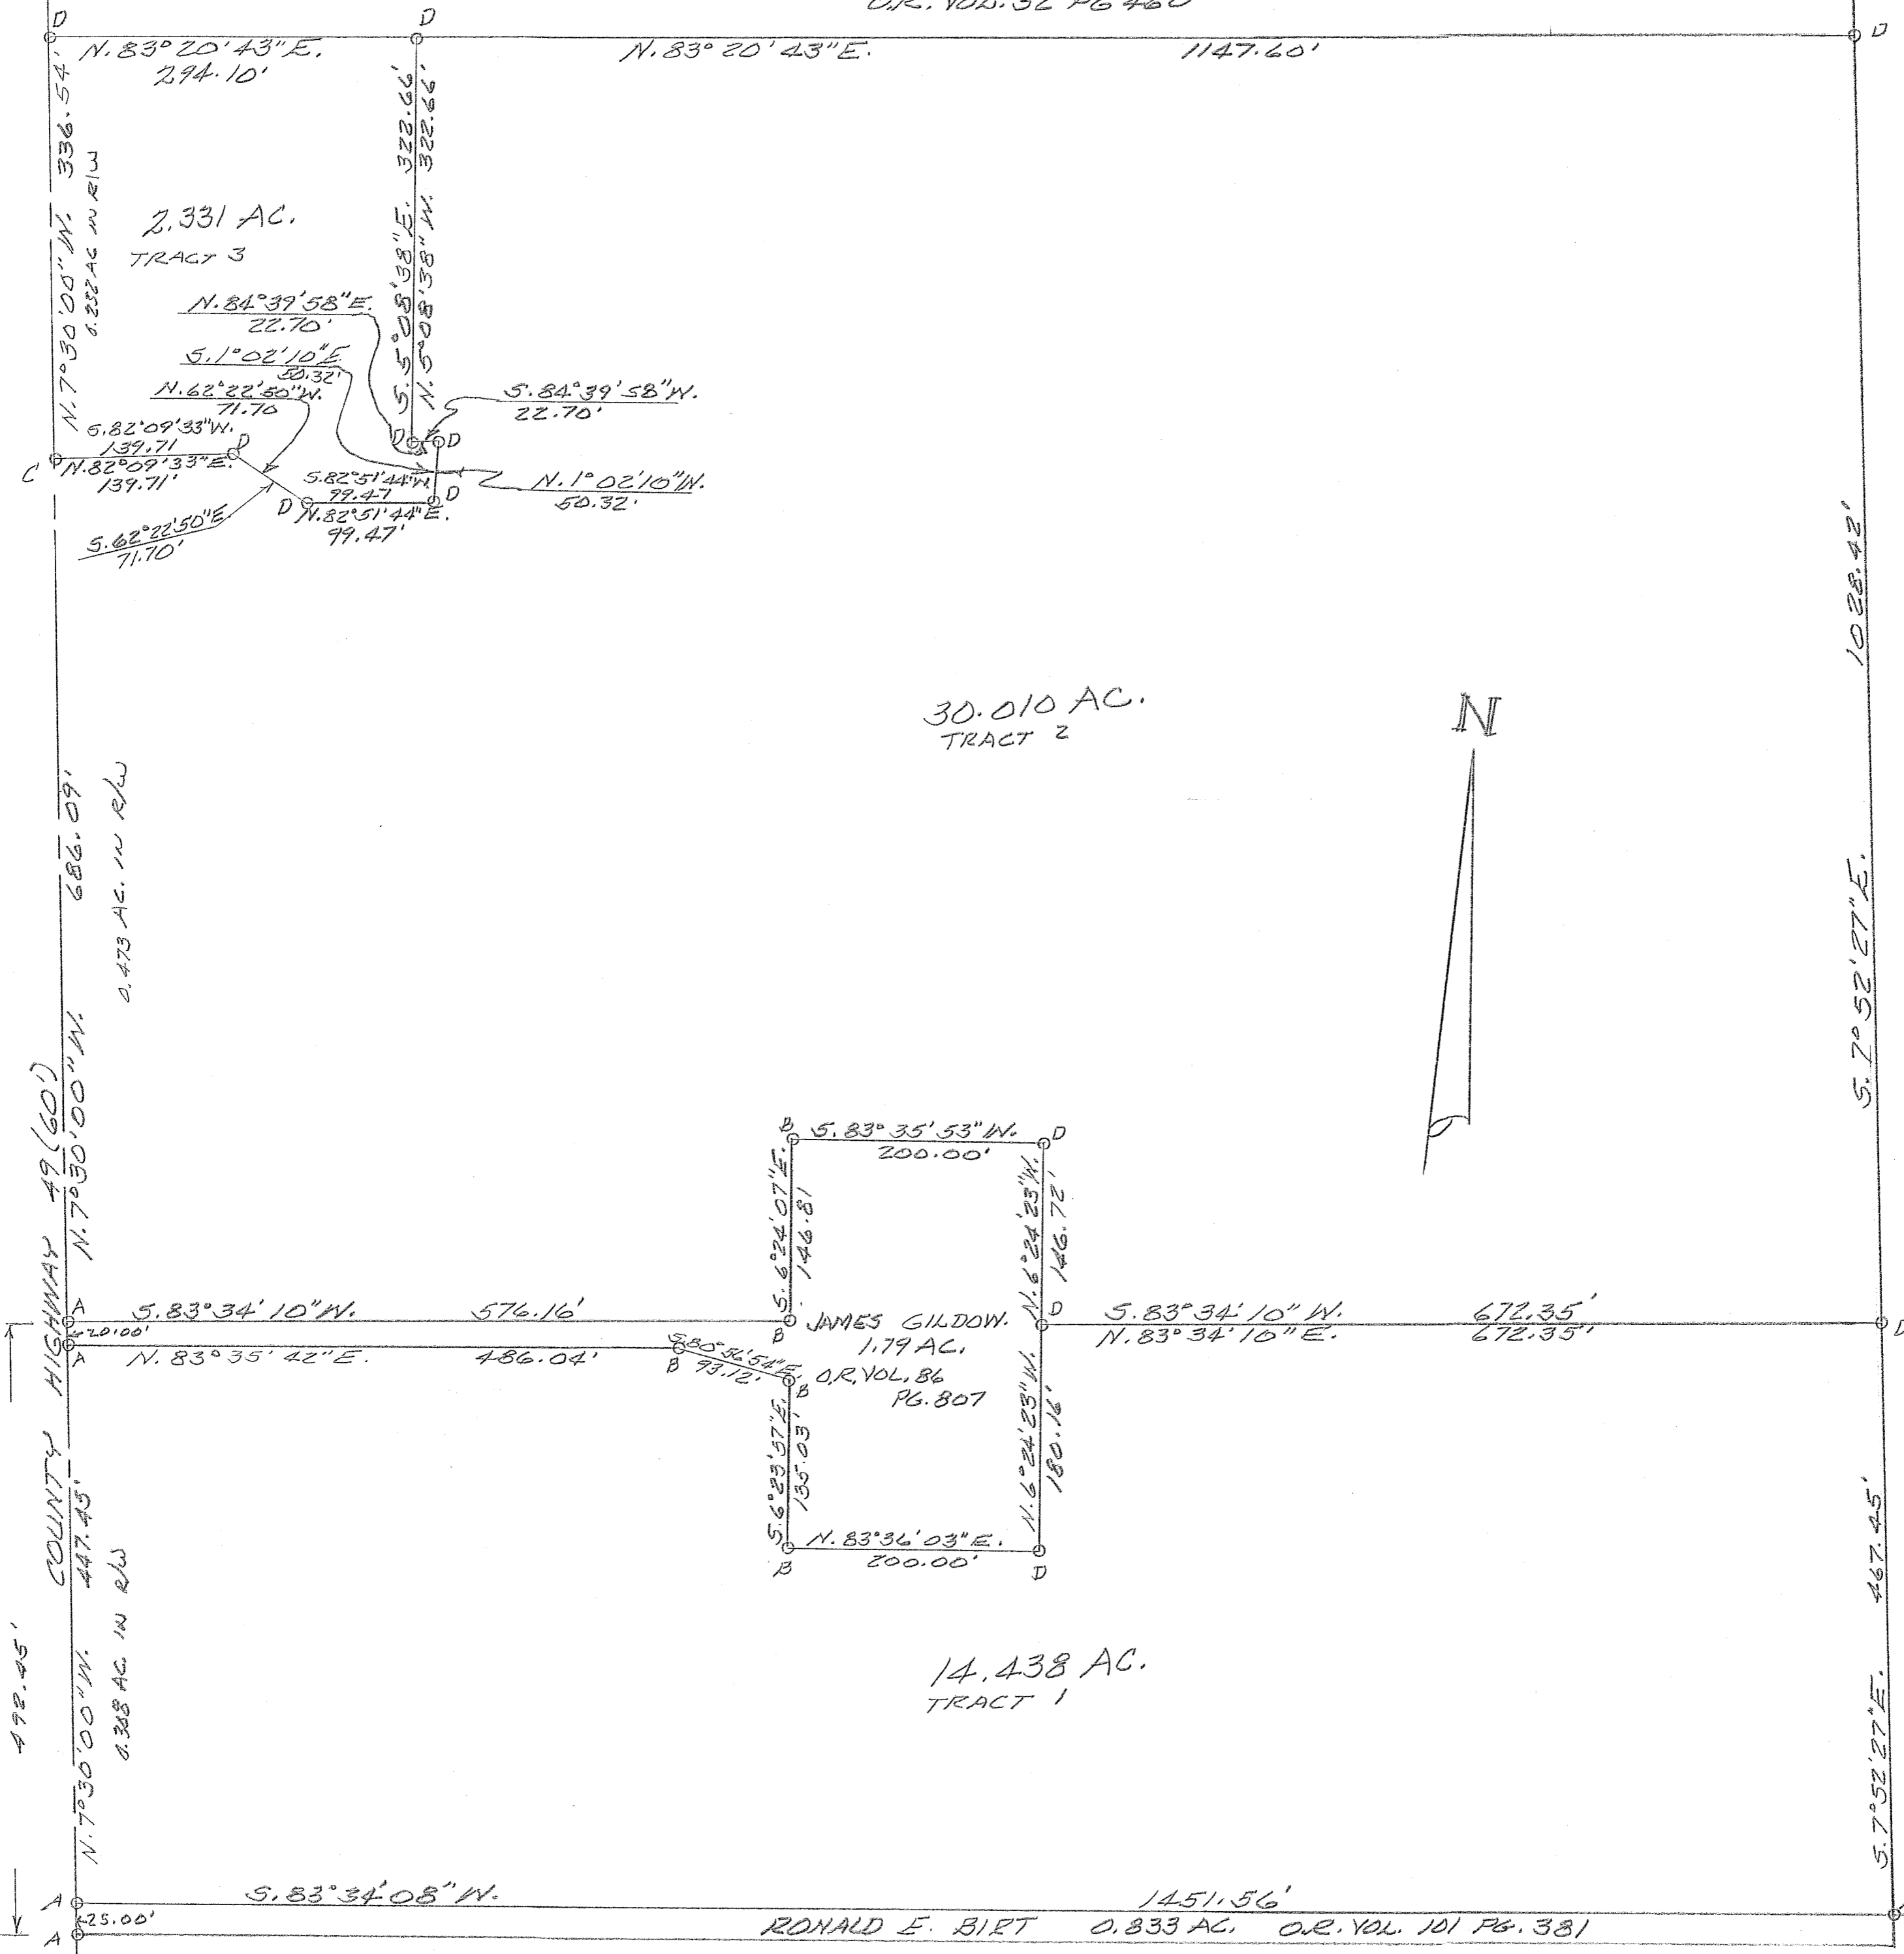 O.R. VOL. 32 PG 460
D
D
D
N. 83° 20' 43" E.
294.10'
N. 83° 20' 43" E. 1147.60'
N. 7° 30' 00" W. 336.54'
0.232 AC IN R/W
S. 5° 08' 38" E. 322.66'
N. 5° 08' 38" W. 322.66'
2.331 AC.
TRACT 3
N. 84° 39' 58" E.
22.70'
S. 1° 02' 10" E.
50.32'
N. 62° 22' 50" W.
71.70
S. 84° 39' 58" W.
22.70'
S. 82° 09' 33" W.
139.71
D
D
D
C
N. 82° 09' 33" E.
139.71'
S. 82° 51' 44" W.
99.47
N. 1° 02' 10" W.
50.32'
D
D
N. 82° 51' 44" E.
99.47'
S. 62° 22' 50" E.
71.70'
S. 7° 52' 27" E. 1028.42'
30.010 AC.
TRACT 2
N
N. 7° 30' 00" W. 686.09'
0.473 AC. IN R/W
COUNTY HIGHWAY 49 (60')
B
S. 83° 35' 53" W.
200.00'
D
S. 6° 24' 07" E.
146.81
N. 6° 24' 23" W.
146.72'
A
S. 83° 34' 10" W. 576.16'
B
JAMES GILDOW.
1.79 AC.
O.R. VOL. 86
PG. 807
D
S. 83° 34' 10" W. 672.35'
N. 83° 34' 10" E. 672.35'
D
20.00'
A
N. 83° 35' 42" E. 486.04'
B
S 80° 56' 54" E.
93.12'
B
S. 6° 23' 57" E.
135.03'
N. 6° 24' 23" W.
180.16'
B
N. 83° 36' 03" E.
200.00'
D
N. 7° 30' 00" W. 447.45'
492.45'
14.438 AC.
TRACT 1
S. 7° 52' 27" E. 467.45'
A
S. 83° 34' 08" W. 1451.56'
25.00'
A
RONALD E. BIRT 0.833 AC. O.R. VOL. 101 PG. 381